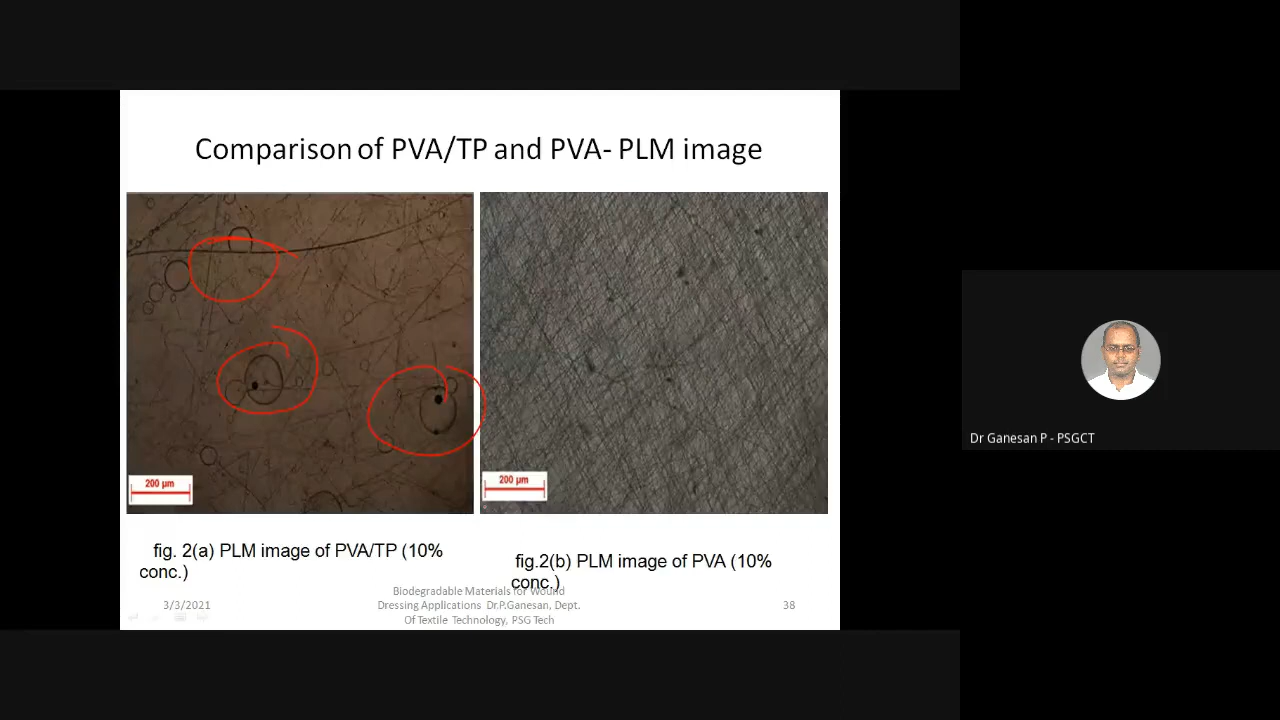 Comparison of PVA/TP and PVA- PLM image
200 µm
200 µm
fig. 2(a) PLM image of PVA/TP (10%
conc.)
fig.2(b) PLM image of PVA (10%
conc.)
3/3/2021
Biodegradable Materials for Wound
Dressing Applications Dr.P.Ganesan, Dept.
Of Textile Technology, PSG Tech
38
Dr Ganesan P - PSGCT